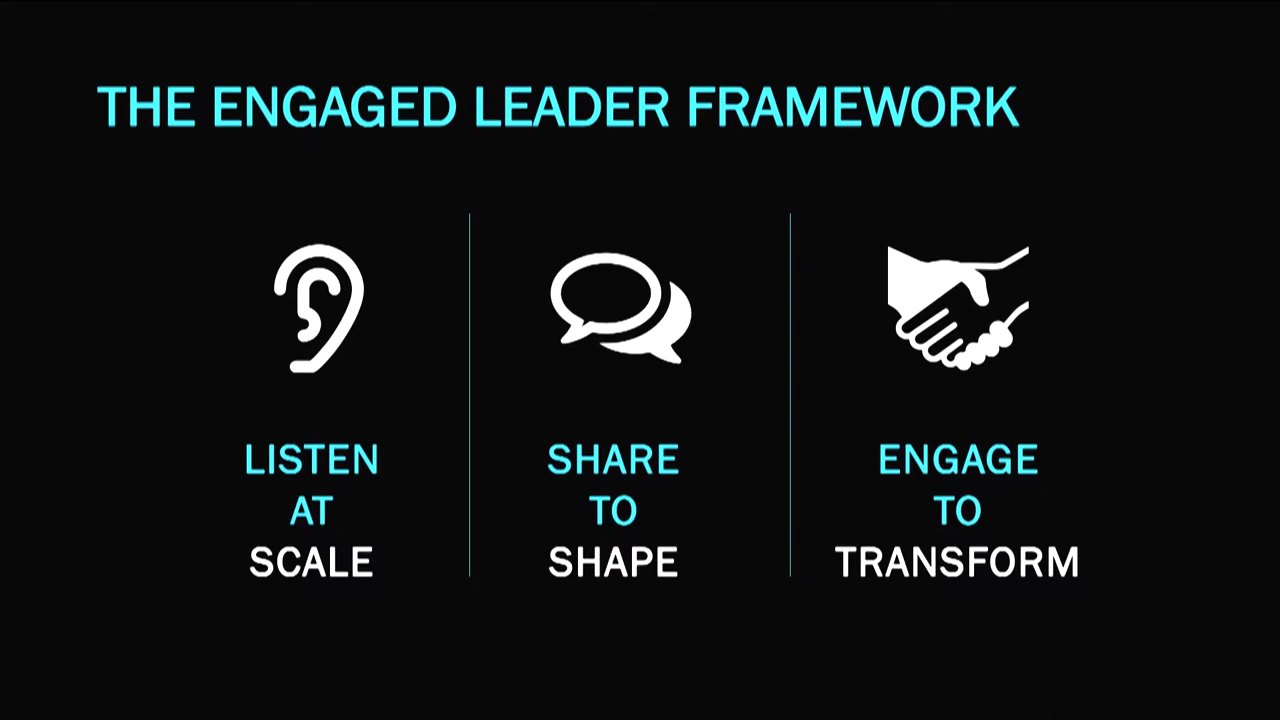 THE ENGAGED LEADER FRAMEWORK
LISTEN
AT
SCALE
SHARE
TO
SHAPE
ENGAGE
TO
TRANSFORM